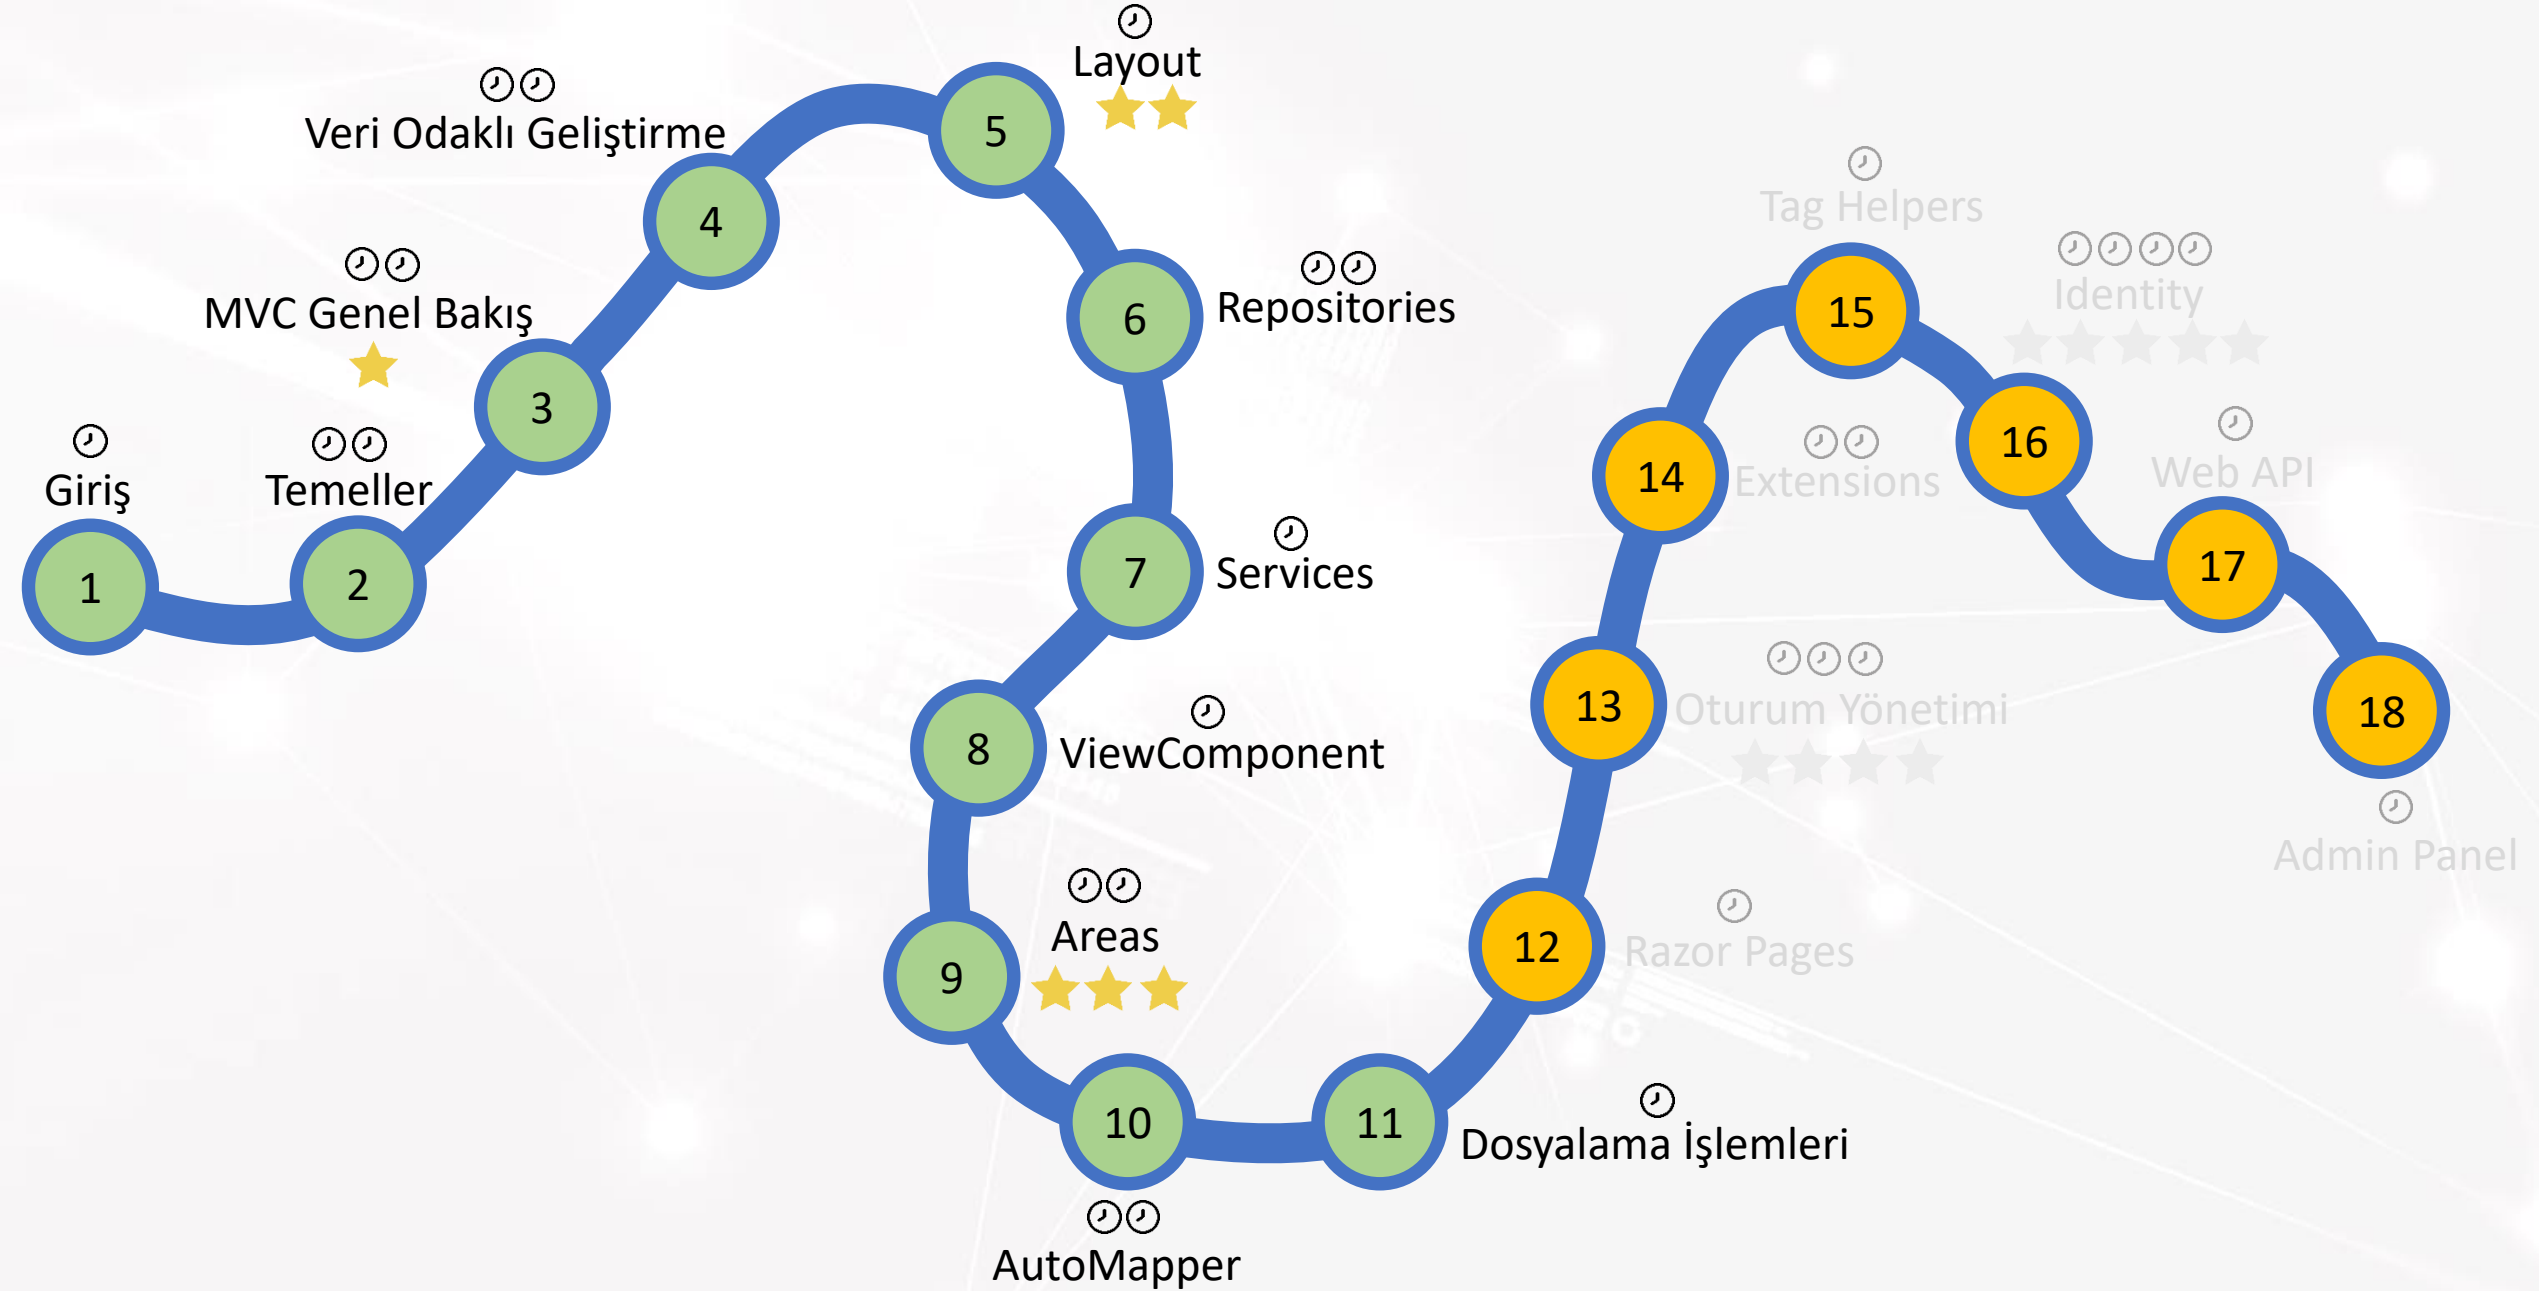 Giriş
1
Temeller
2
MVC Genel Bakış
3
Veri Odaklı Geliştirme
4
Layout
5
Repositories
6
Services
7
ViewComponent
8
Areas
9
10
AutoMapper
11
Dosyalama İşlemleri
12
Razor Pages
13
Oturum Yönetimi
14
Extensions
Tag Helpers
15
Identity
16
Web API
17
18
Admin Panel